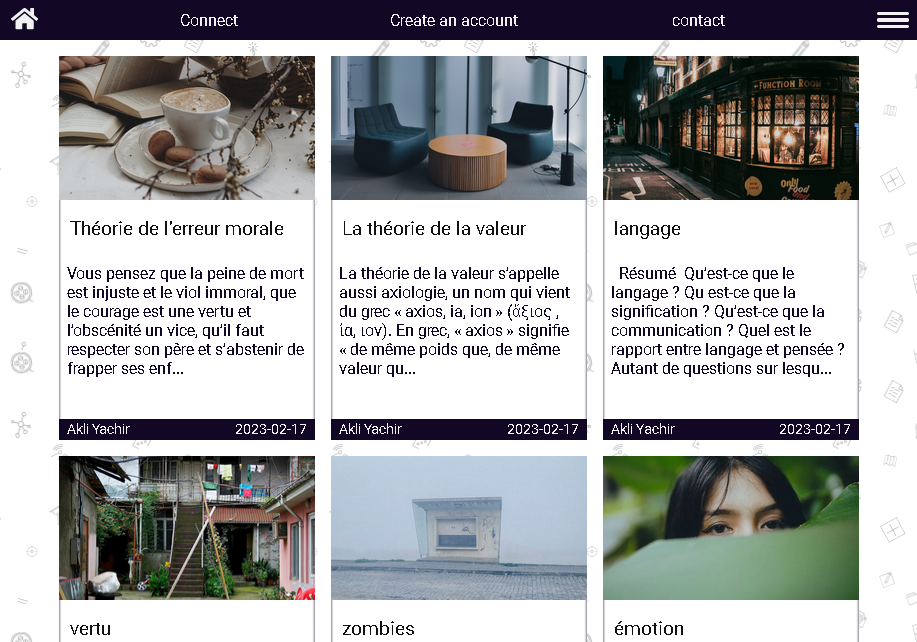 Connect
Create an account
contact
FUNCTION ROOM
Only
Food
Théorie de l'erreur morale
Vous pensez que la peine de mort
est injuste et le viol immoral, que
le courage est une vertu et
l'obscénité un vice, qu'il faut
respecter son père et s'abstenir de
frapper ses enf...
Akli Yachir
2023-02-17
La théorie de la valeur
La théorie de la valeur s'appelle
aussi axiologie, un nom qui vient
du grec « axios, ia, ion » (ἄξιος ,
ία, ιον). En grec, « axios » signifie
« de même poids que, de même
valeur qu...
Akli Yachir
2023-02-17
langage
Résumé Qu'est-ce que le
langage ? Qu est-ce que la
signification ? Qu'est-ce que la
communication ? Quel est le
rapport entre langage et pensée ?
Autant de questions sur lesqu...
Akli Yachir
2023-02-17
vertu
zombies
émotion